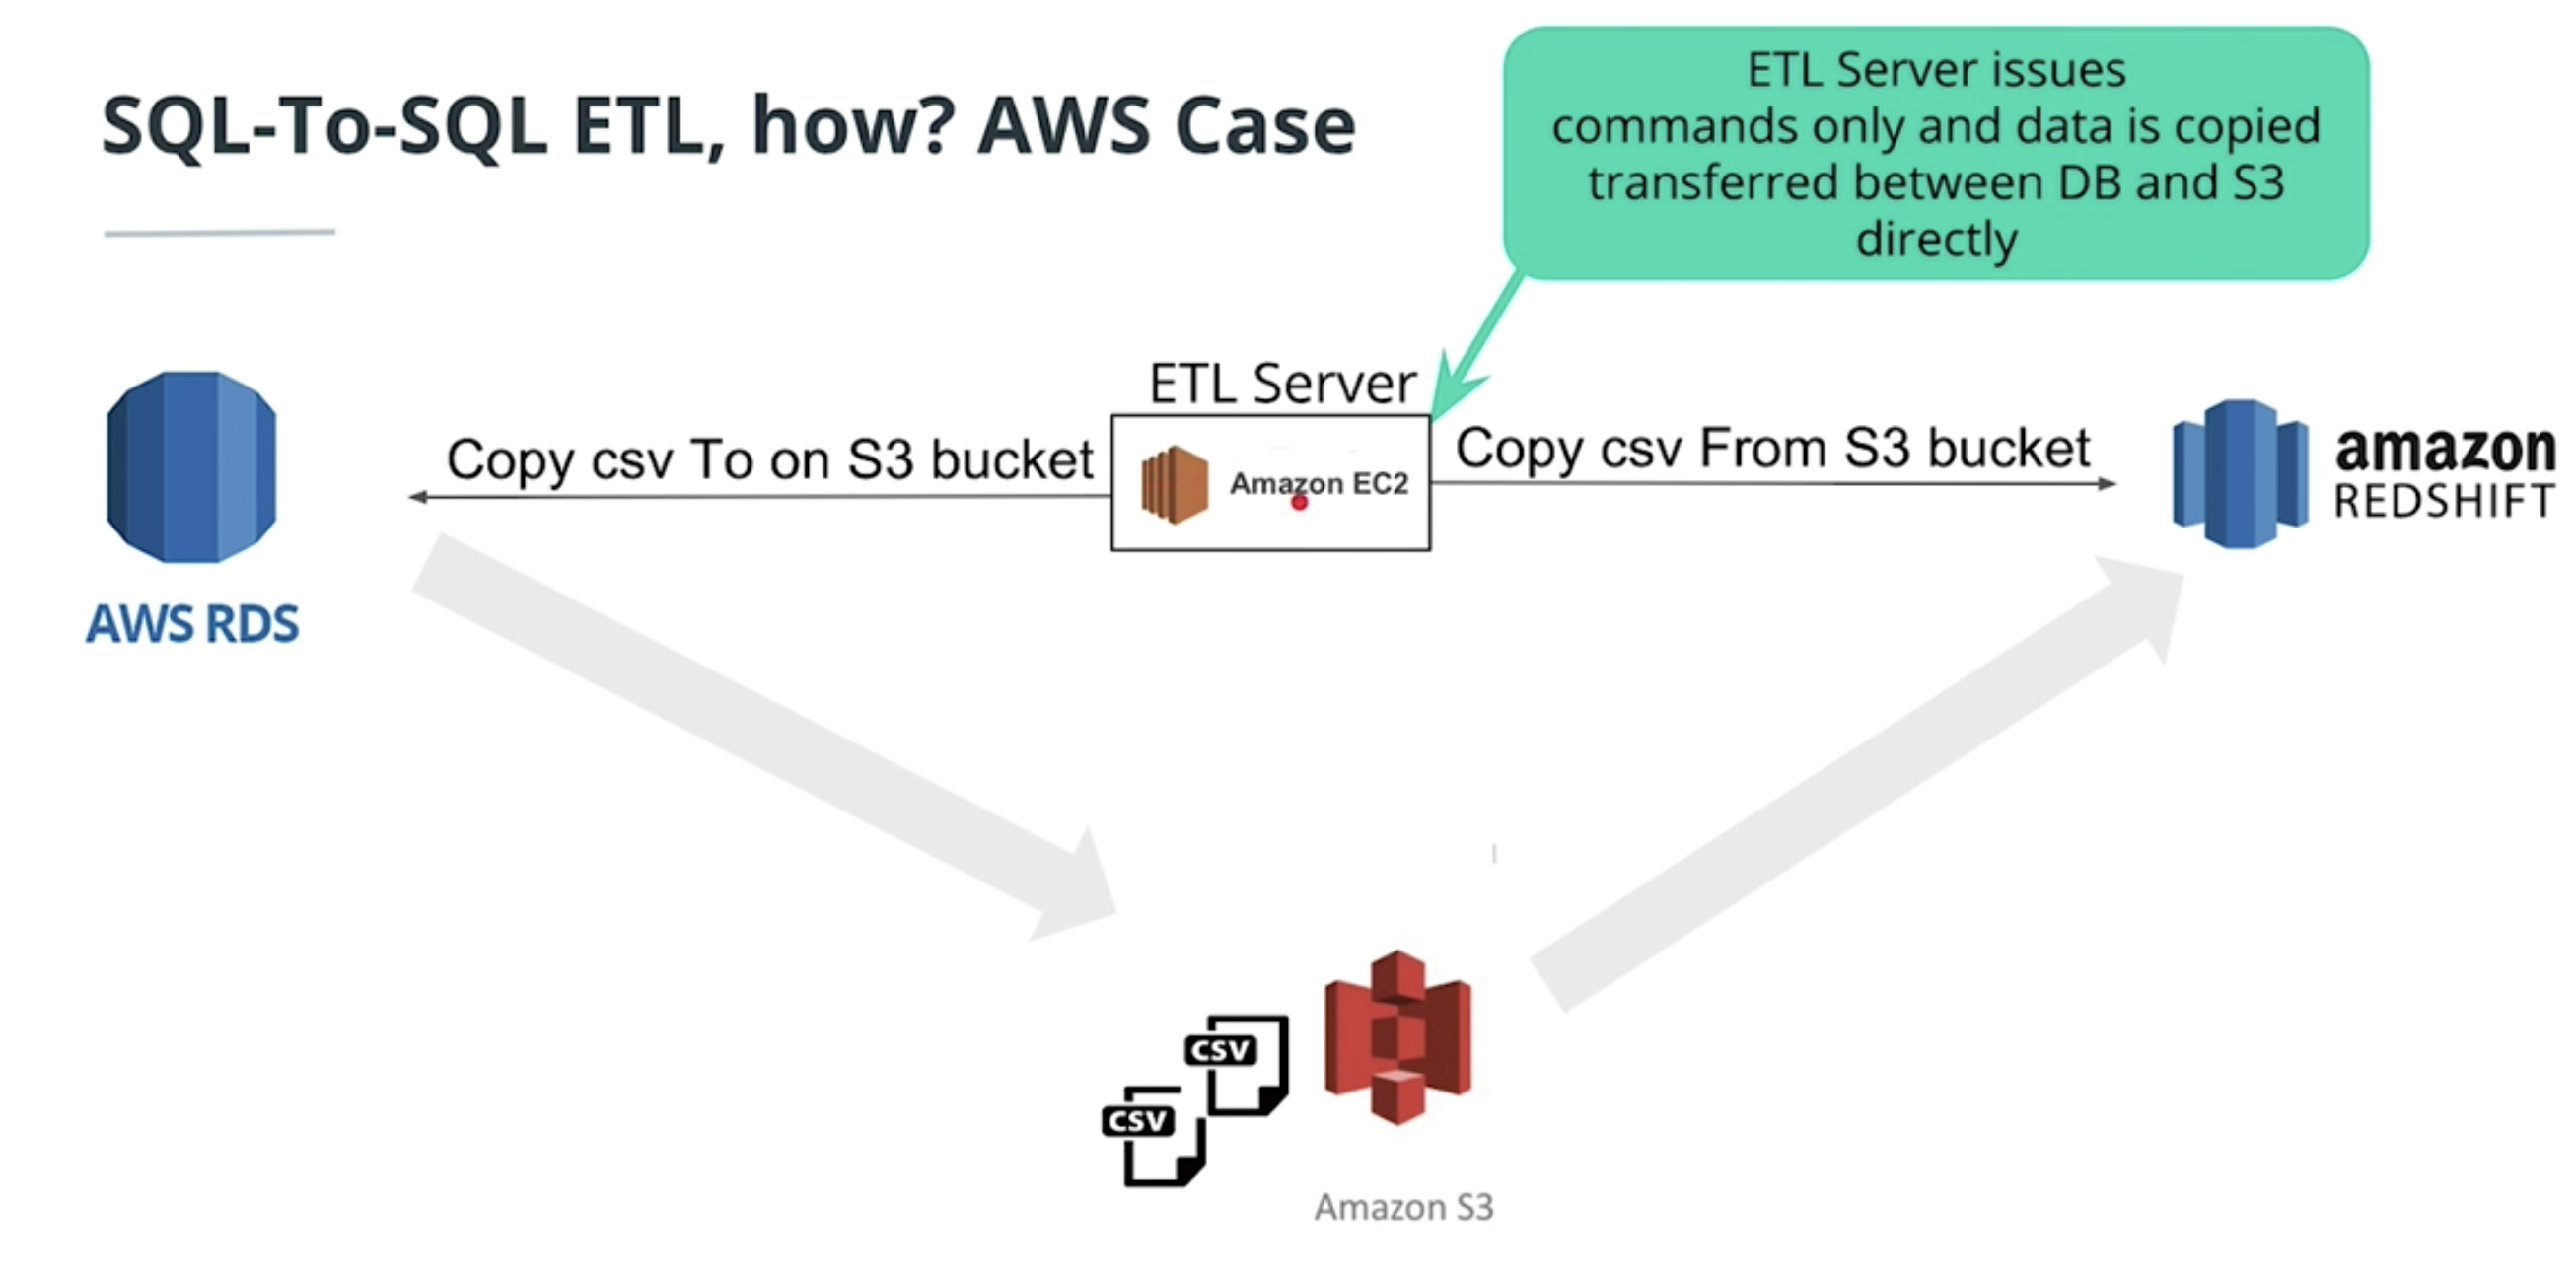 SQL-To-SQL ETL, how? AWS Case
ETL Server issues
commands only and data is copied
transferred between DB and S3
directly
ETL Server
Copy csv To on S3 bucket
Amazon EC2
Copy csv From S3 bucket
amazon
REDSHIFT
AWS RDS
CSV
CSV
Amazon S3